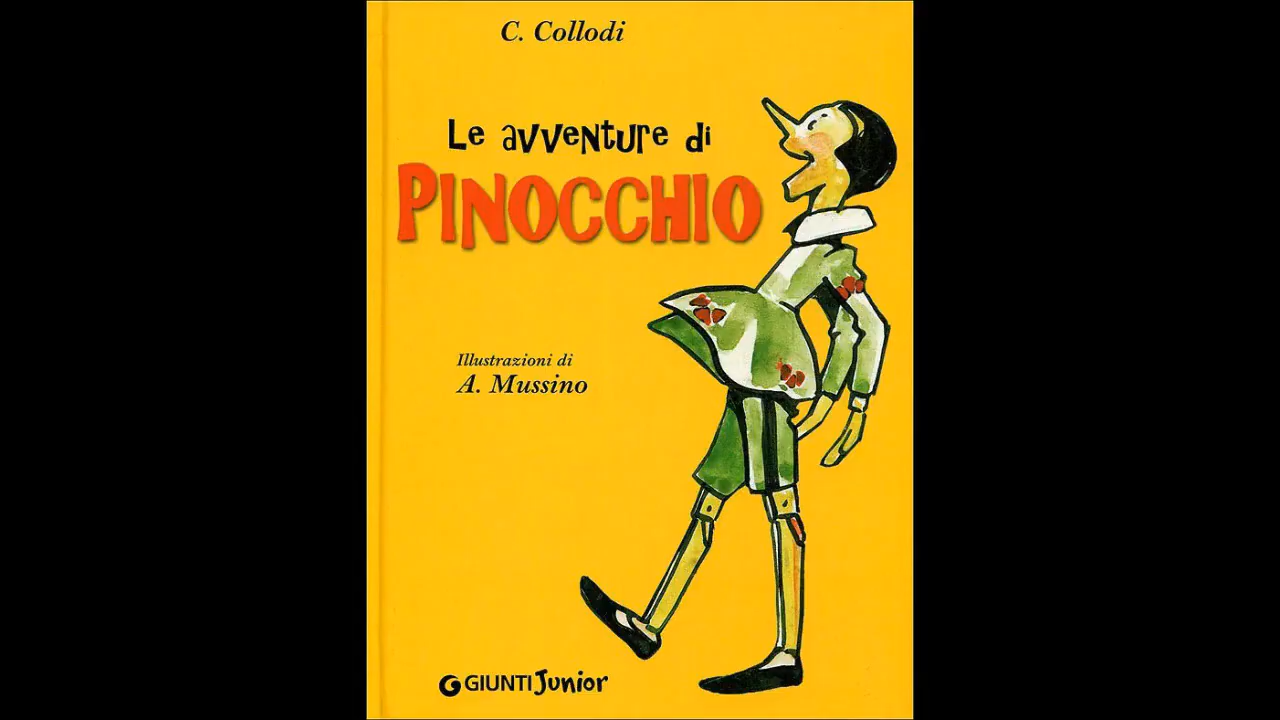 C. Collodi
Le avventure di
PINOCCHIO
Illustrazioni di
A. Mussino
GIUNTI Junior